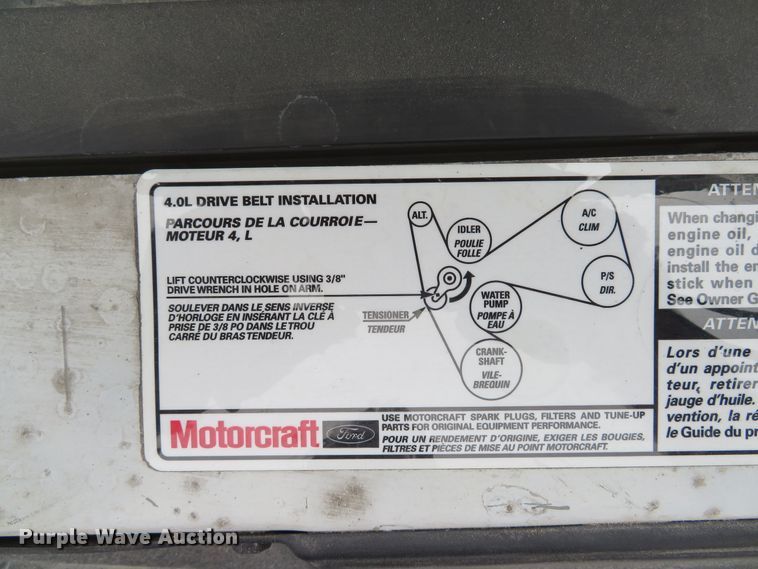 4.0L DRIVE BELT INSTALLATION
PARCOURS DE LA COURROIE—
MOTEUR 4, L
LIFT COUNTERCLOCKWISE USING 3/8"
DRIVE WRENCH IN HOLE ON ARM.
SOULEVER DANS LE SENS INVERSE
D'HORLOGE EN INSÉRANT LA CLÉ À
PRISE DE 3/8 PO DANS LE TROU
CARRÉ DU BRAS TENDEUR.
ALT.
IDLER
POULIE
FOLLE
A/C
CLIM
P/S
DIR.
TENSIONER
TENDEUR
WATER
PUMP
POMPE À
EAU
CRANK-
SHAFT
VILE-
BREQUIN
Motorcraft
Ford
USE MOTORCRAFT SPARK PLUGS, FILTERS AND TUNE-UP
PARTS FOR ORIGINAL EQUIPMENT PERFORMANCE.
POUR UN RENDEMENT D'ORIGINE, EXIGER LES BOUGIES,
FILTRES ET PIÈCES DE MISE AU POINT MOTORCRAFT.
ATTEN
When changi
engine oil,
engine oil d
install the en
stick when
See Owner G
ATTEN
Lors d'une
d'un appoint
teur, retirer
jauge d'huile.
vention, la ré
le Guide du pr
Purple Wave Auction